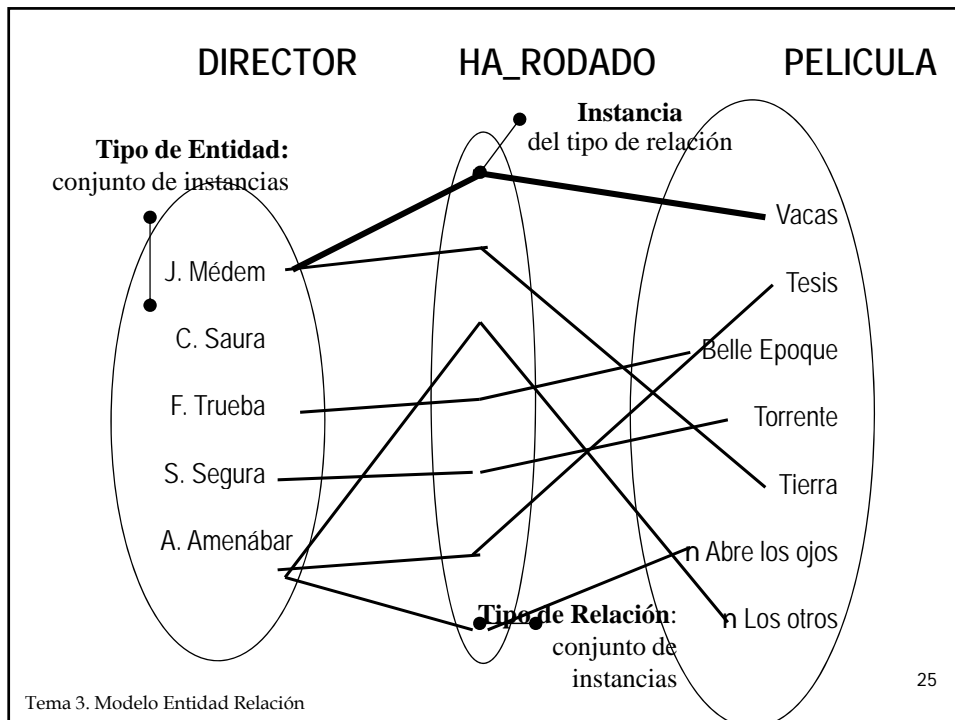 DIRECTOR HA_RODADO PELICULA
Instancia
del tipo de relación
Tipo de Entidad:
conjunto de instancias
J. Médem
C. Saura
F. Trueba
S. Segura
A. Amenábar
Vacas
Tesis
Belle Epoque
Torrente
Tierra
n Abre los ojos
n Los otros
Tipo de Relación:
conjunto de
instancias
Tema 3. Modelo Entidad Relación
25